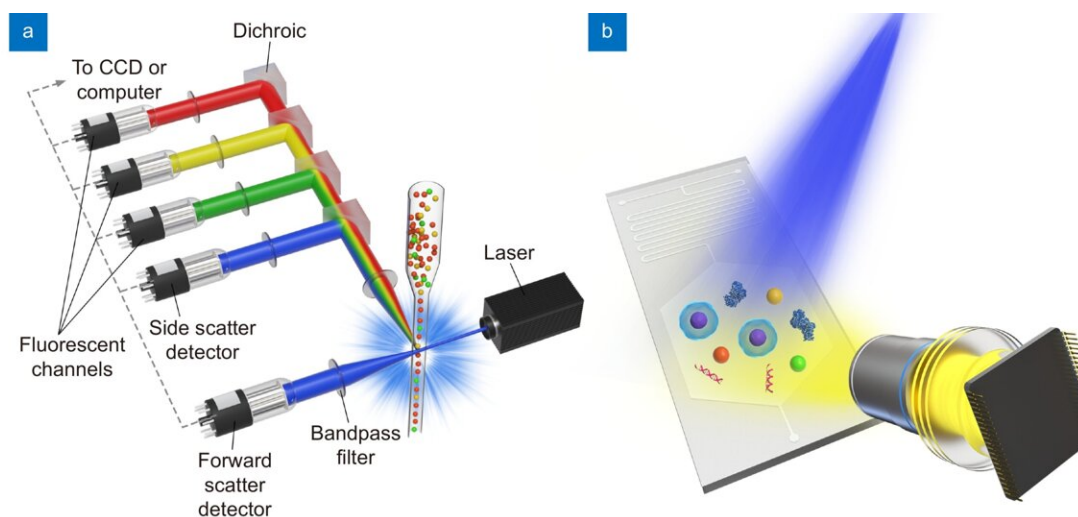 a
Dichroic
To CCD or
computer
Laser
Side scatter
detector
Fluorescent
channels
Bandpass
filter
Forward
scatter
detector
b